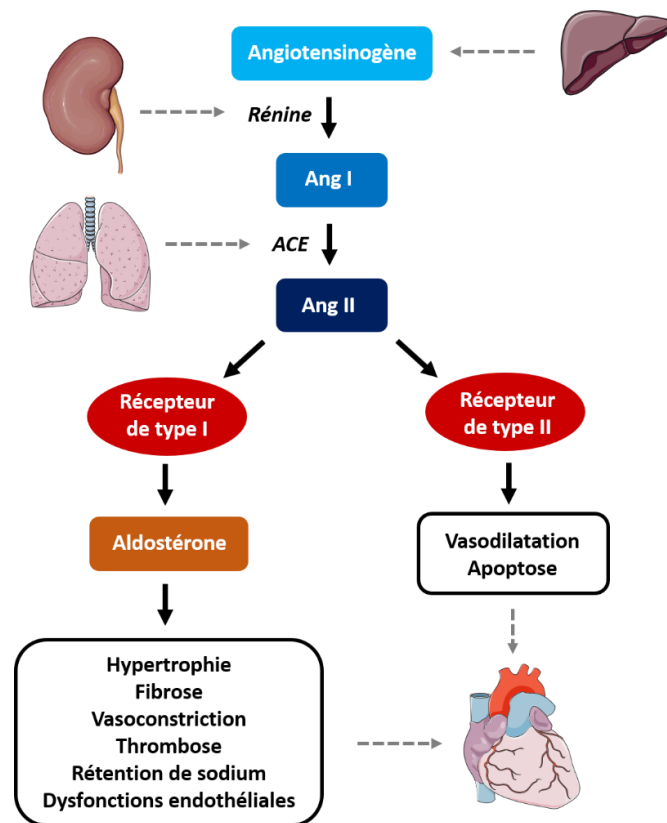 Angiotensinogène
Rénine
Ang I
ACE
Ang II
Récepteur
de type I
Récepteur
de type II
Aldostérone
Vasodilatation
Apoptose
Hypertrophie
Fibrose
Vasoconstriction
Thrombose
Rétention de sodium
Dysfonctions endothéliales